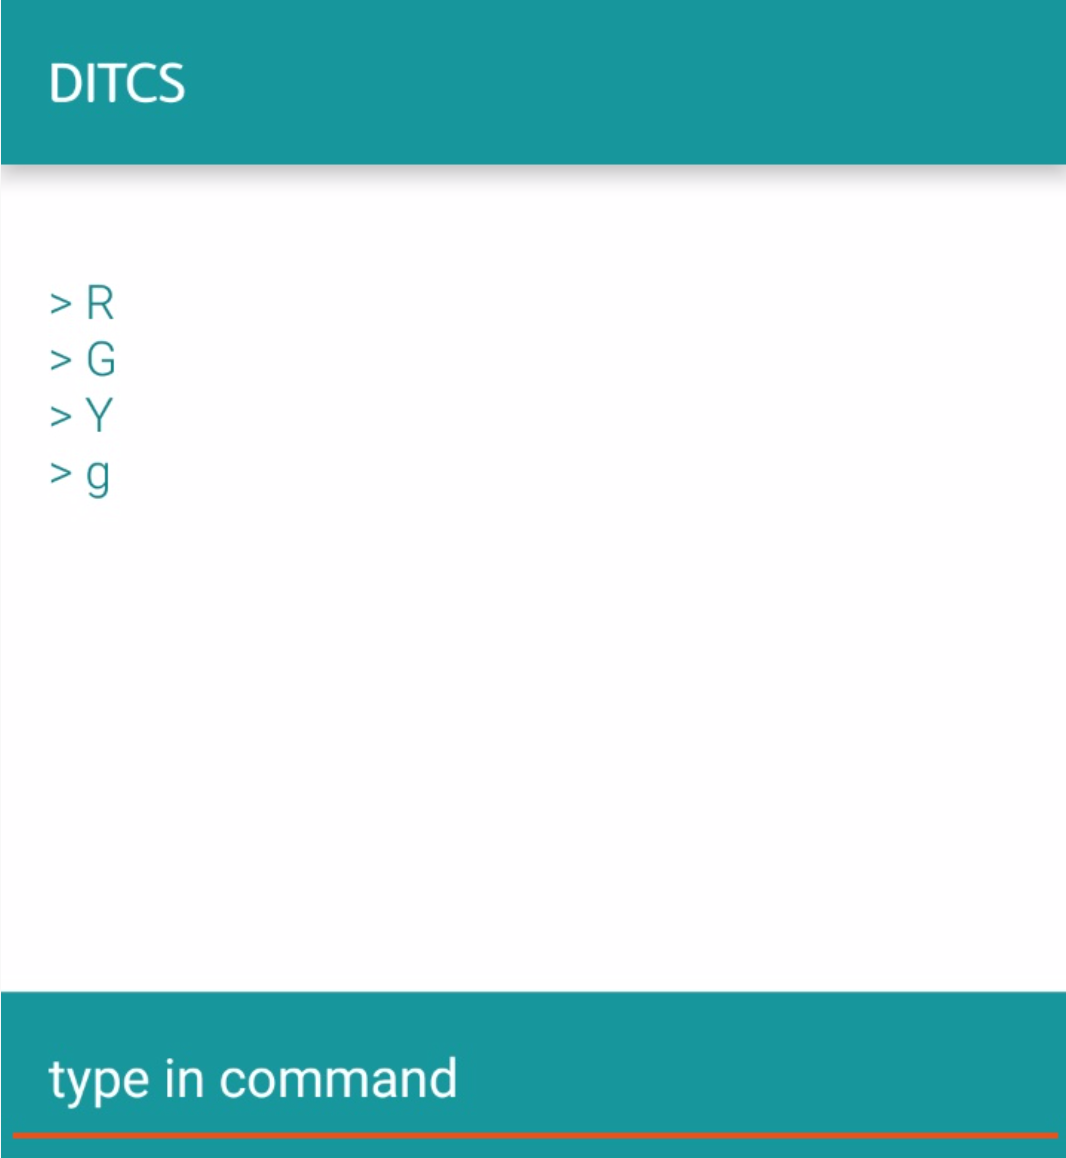 DITCS
> R
> G
> Y
> g
type in command